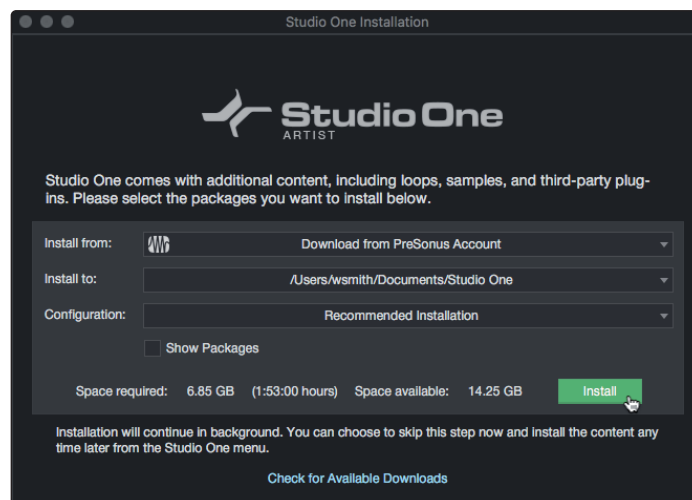 Studio One Installation
Studio One
ARTIST
Studio One comes with additional content, including loops, samples, and third-party plug-
ins. Please select the packages you want to install below.
Install from: Download from PreSonus Account
Install to: /Users/wsmith/Documents/Studio One
Configuration: Recommended Installation
Show Packages
Space required: 6.85 GB (1:53:00 hours) Space available: 14.25 GB Install
Installation will continue in background. You can choose to skip this step now and install the content any
time later from the Studio One menu.
Check for Available Downloads